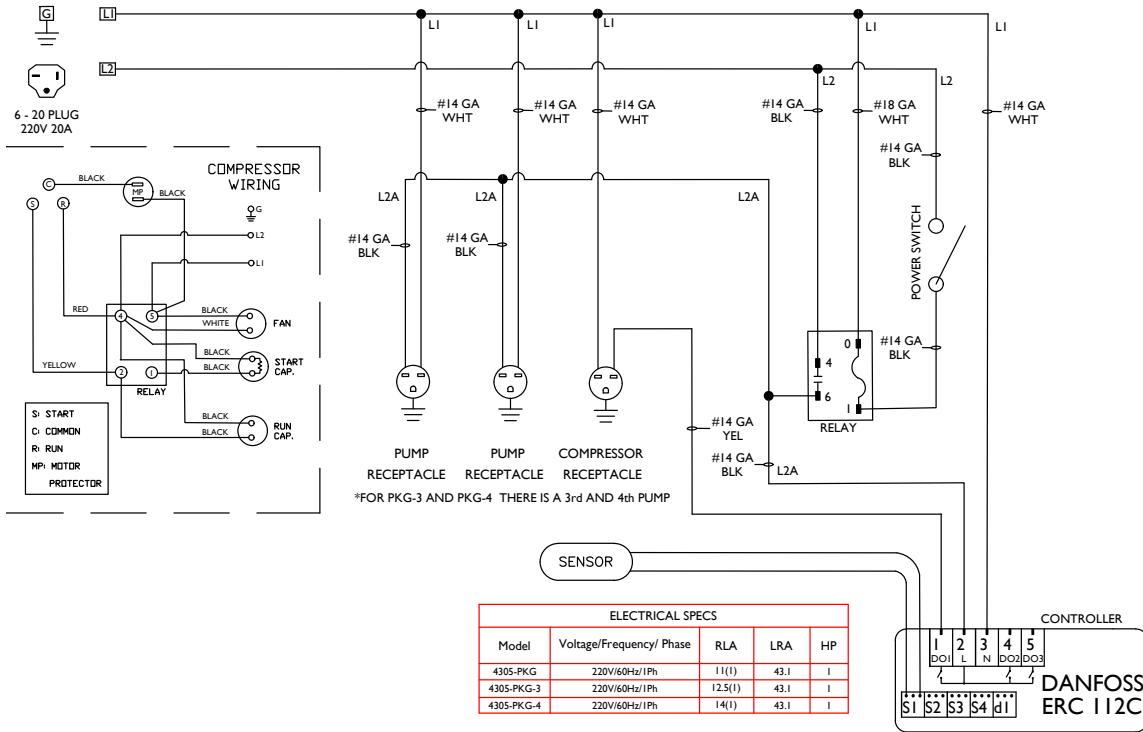 G
L1
L1
L1
L1
L1
L1
L2
L2
L2
6 - 20 PLUG
220V 20A
#14 GA
WHT
#14 GA
WHT
#14 GA
WHT
#14 GA
BLK
#18 GA
WHT
#14 GA
WHT
#14 GA
BLK
COMPRESSOR
WIRING
C
BLACK
MP
BLACK
S
R
G
L2
L1
RED
4
5
BLACK
WHITE
FAN
BLACK
START
CAP.
BLACK
YELLOW
2
1
RELAY
BLACK
BLACK
RUN
CAP.
S: START
C: COMMON
R: RUN
MP: MOTOR
PROTECTOR
L2A
L2A
L2A
#14 GA
BLK
#14 GA
BLK
POWER SWITCH
#14 GA
BLK
0
4
6
1
RELAY
#14 GA
YEL
#14 GA
BLK
L2A
PUMP
RECEPTACLE
PUMP
RECEPTACLE
COMPRESSOR
RECEPTACLE
*FOR PKG-3 AND PKG-4 THERE IS A 3rd AND 4th PUMP
SENSOR
ELECTRICAL SPECS
Model Voltage/Frequency/ Phase RLA LRA HP
4305-PKG 220V/60Hz/1Ph 11(1) 43.1 1
4305-PKG-3 220V/60Hz/1Ph 12.5(1) 43.1 1
4305-PKG-4 220V/60Hz/1Ph 14(1) 43.1 1
CONTROLLER
1 2 3 4 5
DO1 L N DO2 DO3
DANFOSS
ERC 112C
S1 S2 S3 S4 d1